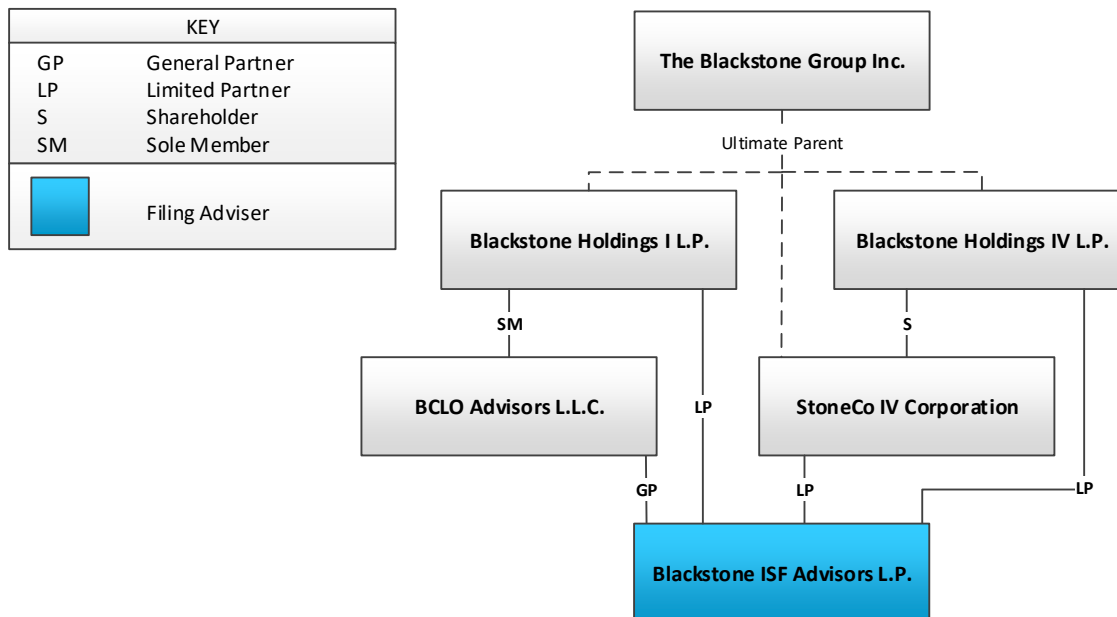 KEY
GP General Partner
LP Limited Partner
S Shareholder
SM Sole Member
Filing Adviser
The Blackstone Group Inc.
Ultimate Parent
Blackstone Holdings I L.P.
Blackstone Holdings IV L.P.
SM
S
BCLO Advisors L.L.C.
LP
StoneCo IV Corporation
GP
LP
LP
Blackstone ISF Advisors L.P.